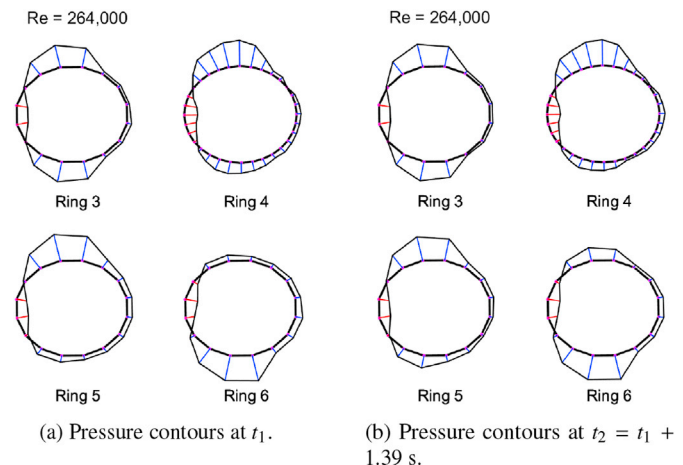 Re = 264,000
Re = 264,000
Ring 3
Ring 4
Ring 3
Ring 4
Ring 5
Ring 6
Ring 5
Ring 6
(a) Pressure contours at t₁.
(b) Pressure contours at t₂ = t₁ +
1.39 s.